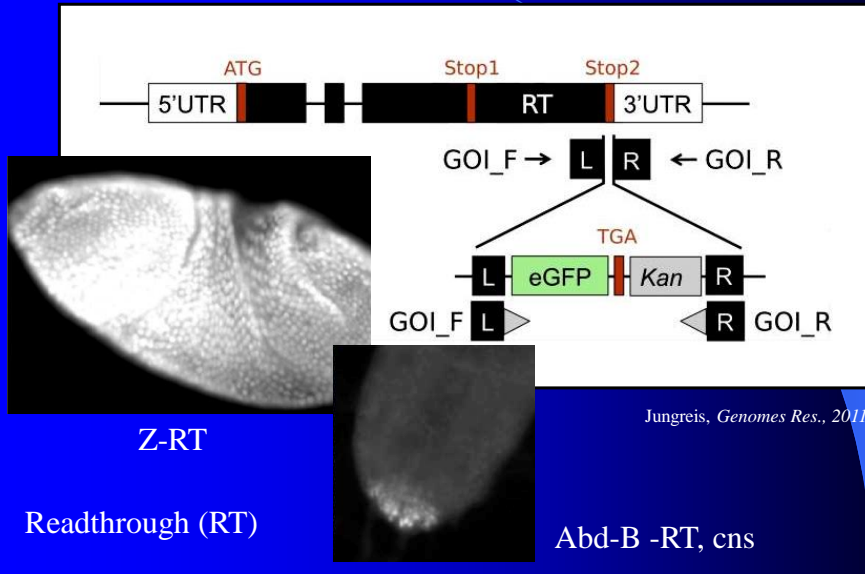 ATG Stop1 Stop2
5'UTR RT 3'UTR
GOI_F → L R ← GOI_R
TGA
L eGFP Kan R
GOI_F L R GOI_R
Jungreis, Genomes Res., 2011
Z-RT
Readthrough (RT)
Abd-B -RT, cns